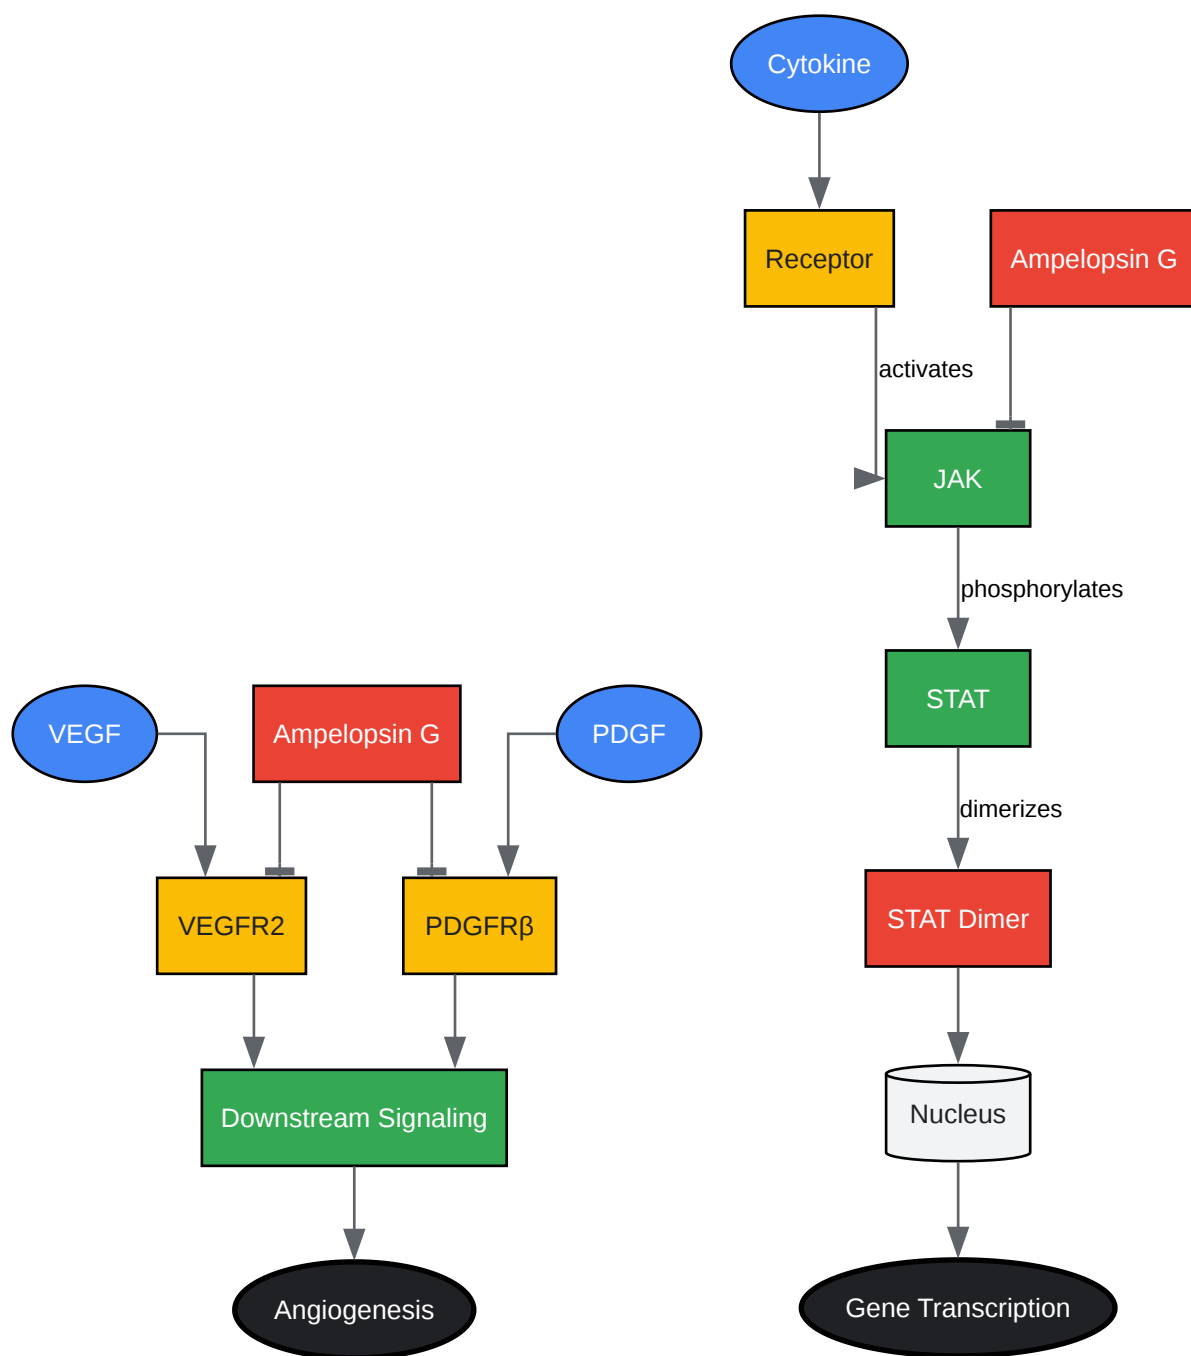 Cytokine
Receptor
Ampelopsin G
activates
JAK
phosphorylates
STAT
VEGF
Ampelopsin G
PDGF
dimerizes
VEGFR2
PDGFRβ
STAT Dimer
Downstream Signaling
Nucleus
Angiogenesis
Gene Transcription